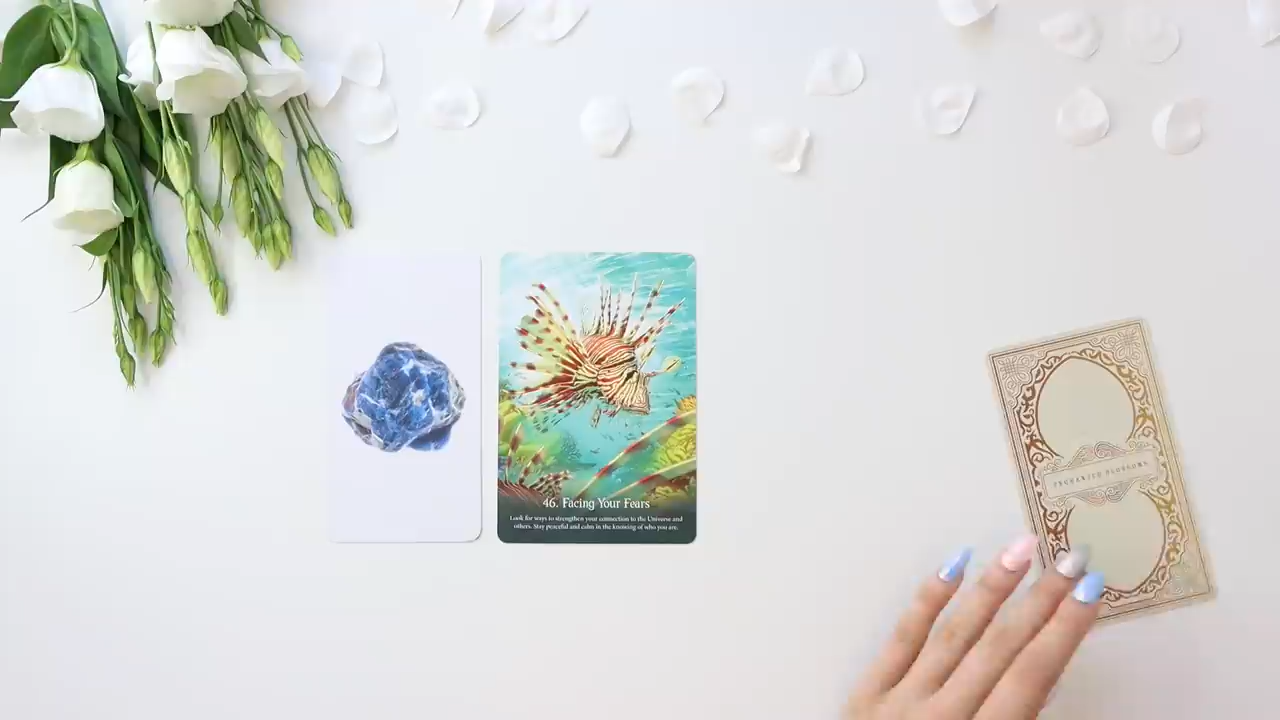 46. Facing Your Fears
Look for ways to strengthen your connection to the Universe and
others. Stay peaceful and calm in the knowing of who you are.
ENCHANTED BLOSSOMS